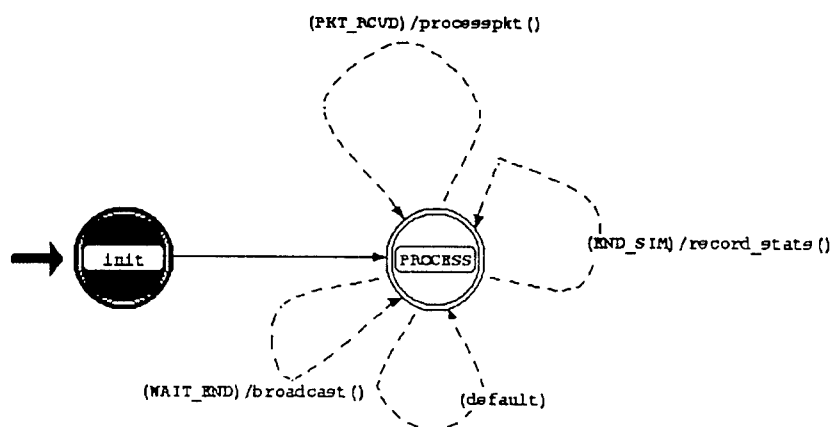 (PKT_RCVD)/processpkt()
(END_SIM)/record_stats()
init
PROCESS
(WAIT_END)/broadcast()
(default)